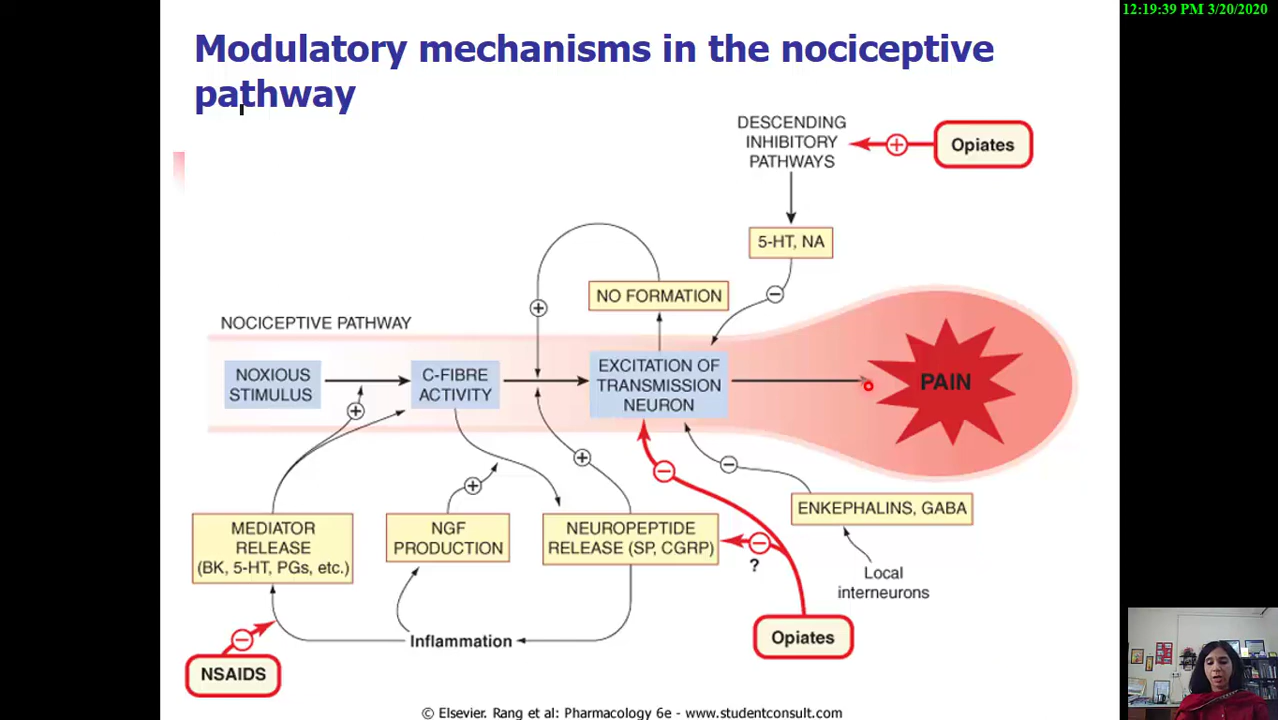 12:19:39 PM 3/20/2020
Modulatory mechanisms in the nociceptive
pathway
DESCENDING
INHIBITORY
PATHWAYS
+
Opiates
5-HT, NA
−
NO FORMATION
+
NOCICEPTIVE PATHWAY
NOXIOUS
STIMULUS
C-FIBRE
ACTIVITY
EXCITATION OF
TRANSMISSION
NEURON
PAIN
+
+
−
−
+
MEDIATOR
RELEASE
(BK, 5-HT, PGs, etc.)
NGF
PRODUCTION
NEUROPEPTIDE
RELEASE (SP, CGRP)
−
?
ENKEPHALINS, GABA
Local
interneurons
−
Inflammation
Opiates
NSAIDS
© Elsevier. Rang et al: Pharmacology 6e - www.studentconsult.com